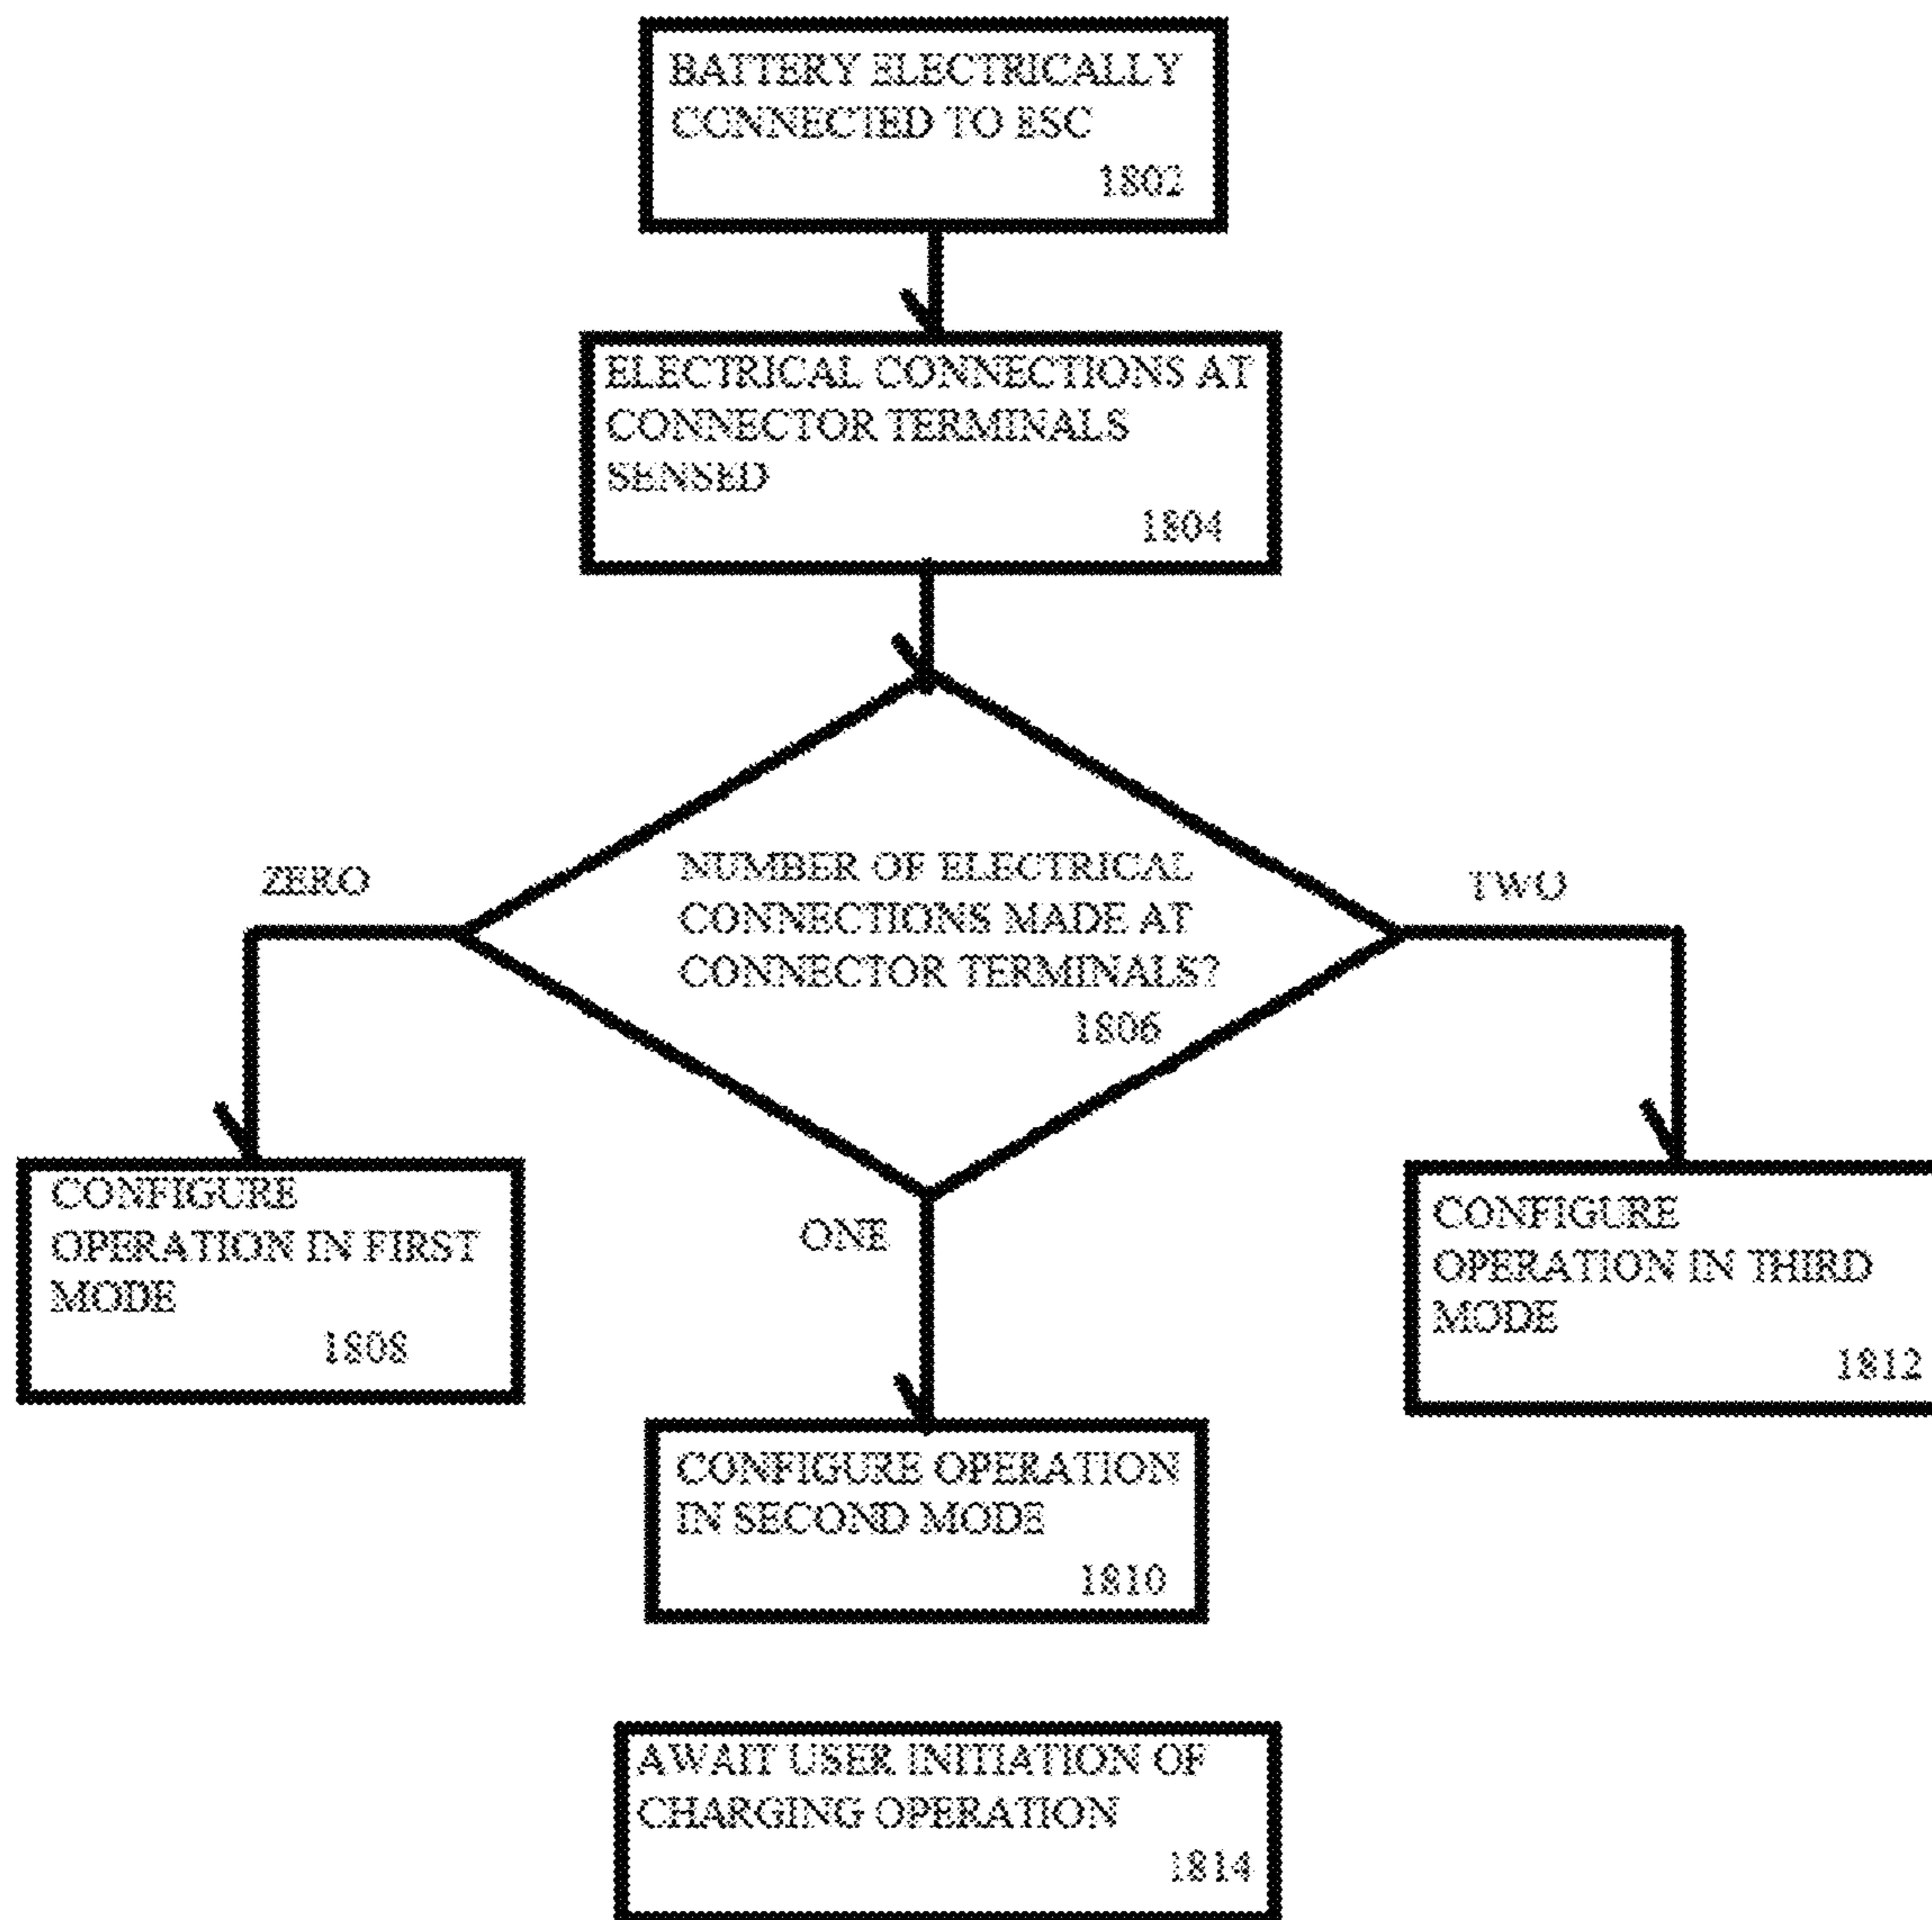 BATTERY ELECTRICALLY
CONNECTED TO ESC
1802
ELECTRICAL CONNECTIONS AT
CONNECTOR TERMINALS
SENSED
1804
NUMBER OF ELECTRICAL
CONNECTIONS MADE AT
CONNECTOR TERMINALS?
1806
ZERO
TWO
CONFIGURE
OPERATION IN FIRST
MODE
1808
ONE
CONFIGURE OPERATION
IN SECOND MODE
1810
CONFIGURE
OPERATION IN THIRD
MODE
1812
AWAIT USER INITIATION OF
CHARGING OPERATION
1814